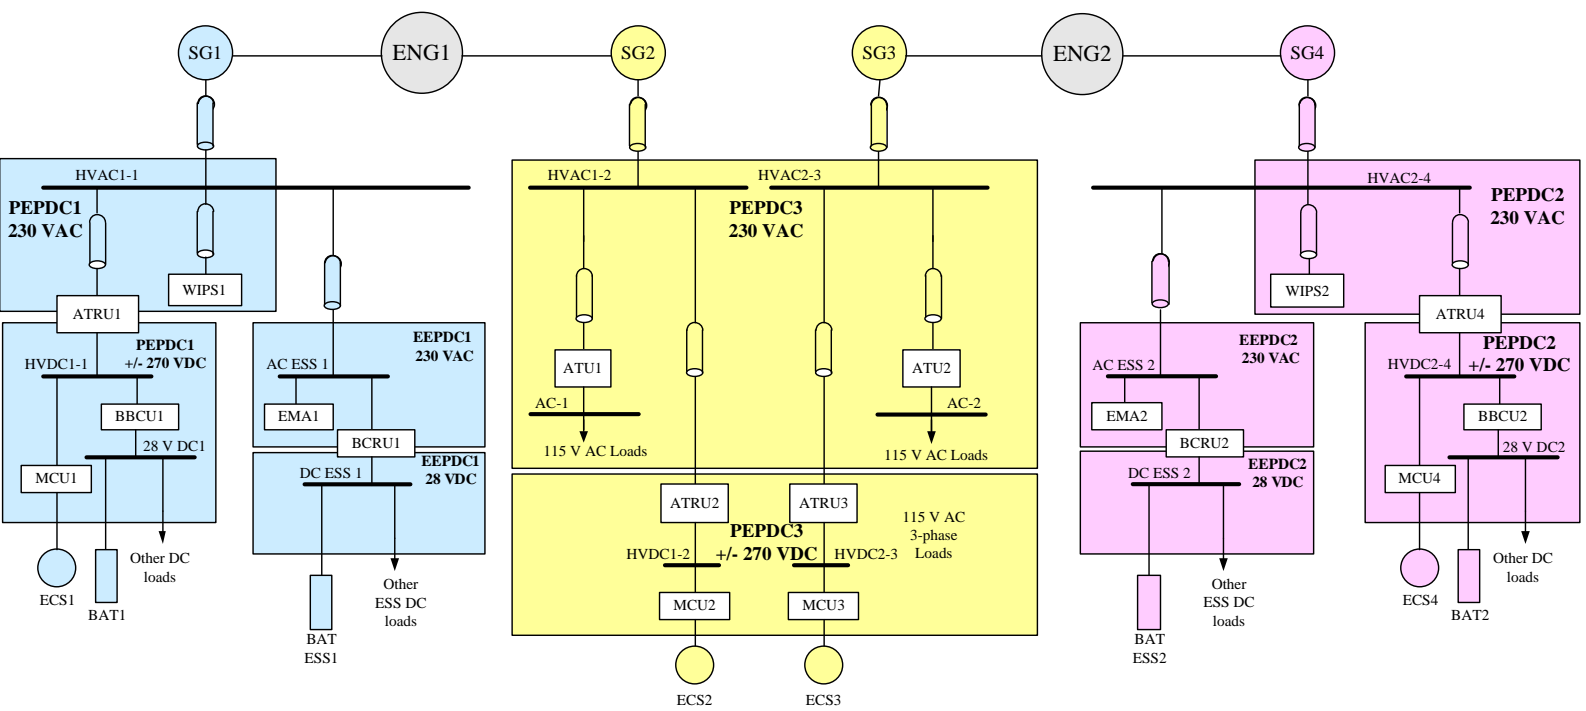 SG1
ENG1
SG2
SG3
ENG2
SG4
HVAC1-1
PEPDC1
230 VAC
WIPS1
ATRU1
PEPDC1
+/- 270 VDC
HVDC1-1
BBCU1
28 V DC1
MCU1
Other DC
loads
ECS1
BAT1
EEPDC1
230 VAC
AC ESS 1
EMA1
BCRU1
EEPDC1
28 VDC
DC ESS 1
Other
ESS DC
loads
BAT
ESS1
HVAC1-2
HVAC2-3
PEPDC3
230 VAC
ATU1
ATU2
AC-1
AC-2
115 V AC Loads
115 V AC Loads
ATRU2
ATRU3
115 V AC
3-phase
Loads
PEPDC3
+/- 270 VDC
HVDC1-2
HVDC2-3
MCU2
MCU3
ECS2
ECS3
HVAC2-4
PEPDC2
230 VAC
WIPS2
ATRU4
EEPDC2
230 VAC
AC ESS 2
EMA2
BCRU2
EEPDC2
28 VDC
DC ESS 2
Other
ESS DC
loads
BAT
ESS2
PEPDC2
+/- 270 VDC
HVDC2-4
BBCU2
28 V DC2
MCU4
Other DC
loads
ECS4
BAT2